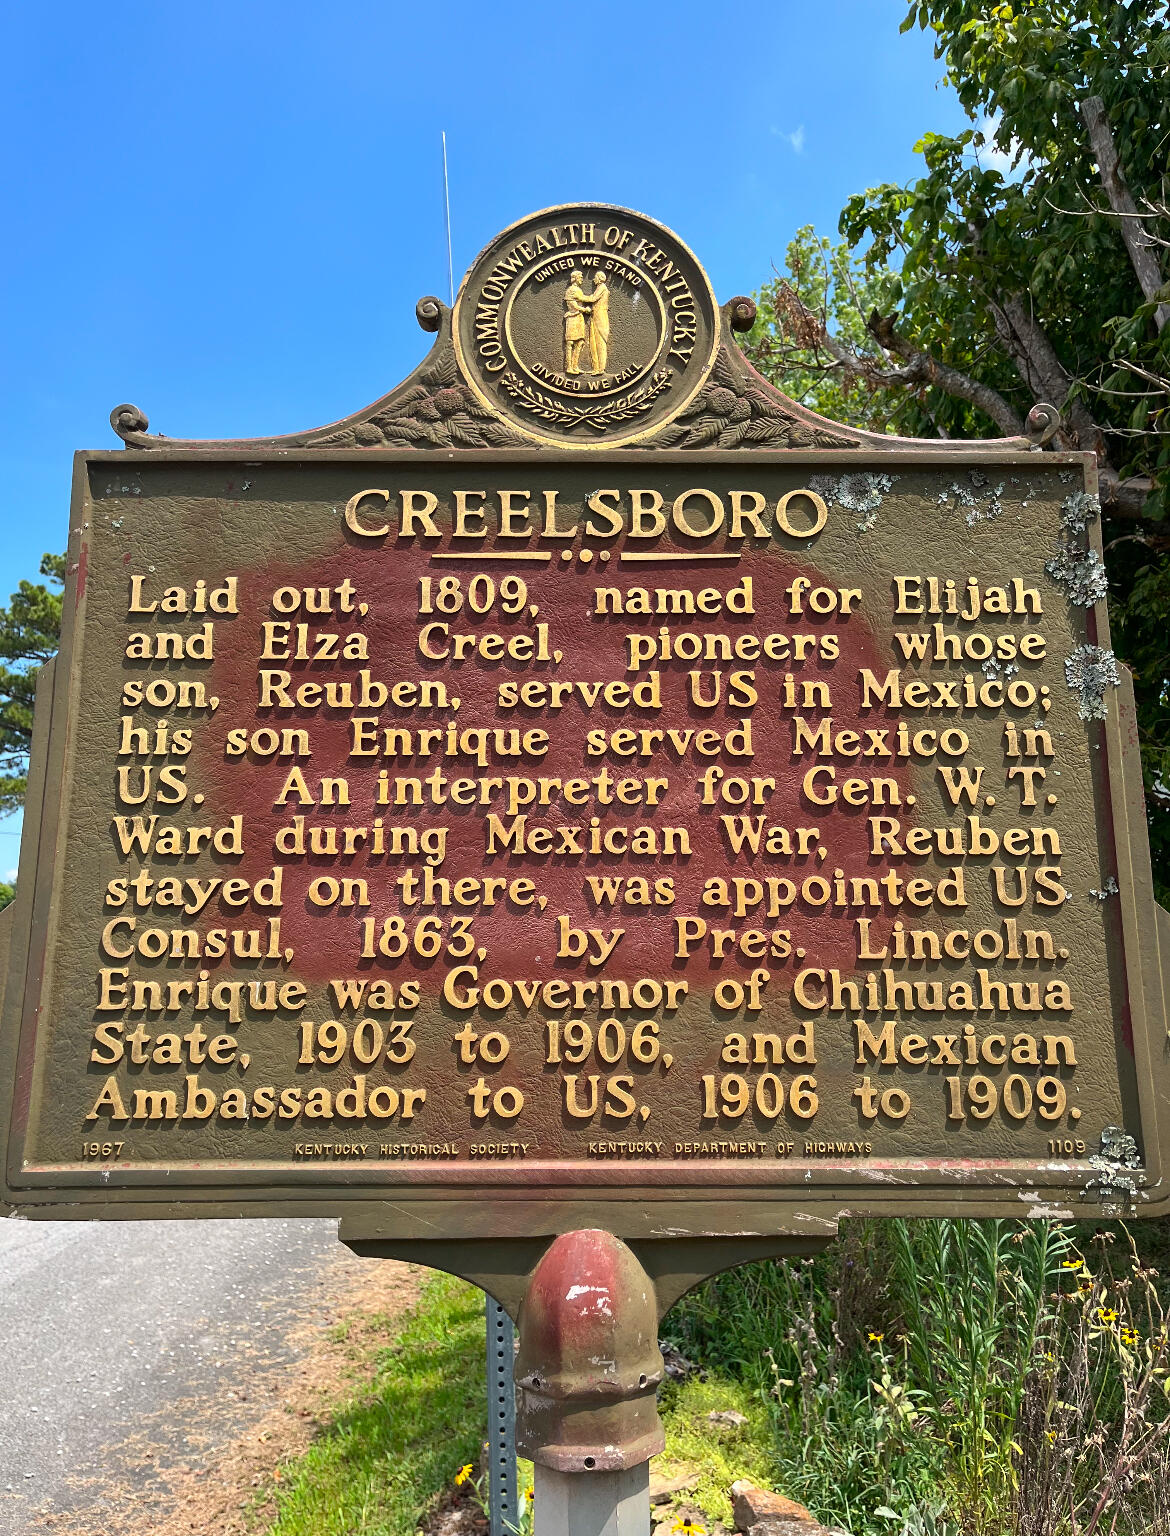 COMMONWEALTH OF KENTUCKY
UNITED WE STAND
DIVIDED WE FALL
CREELSBORO
Laid out, 1809, named for Elijah
and Elza Creel, pioneers whose
son, Reuben, served US in Mexico;
his son Enrique served Mexico in
US. An interpreter for Gen. W. T.
Ward during Mexican War, Reuben
stayed on there, was appointed US
Consul, 1863, by Pres. Lincoln.
Enrique was Governor of Chihuahua
State, 1903 to 1906, and Mexican
Ambassador to US, 1906 to 1909.
1967 KENTUCKY HISTORICAL SOCIETY KENTUCKY DEPARTMENT OF HIGHWAYS 1109